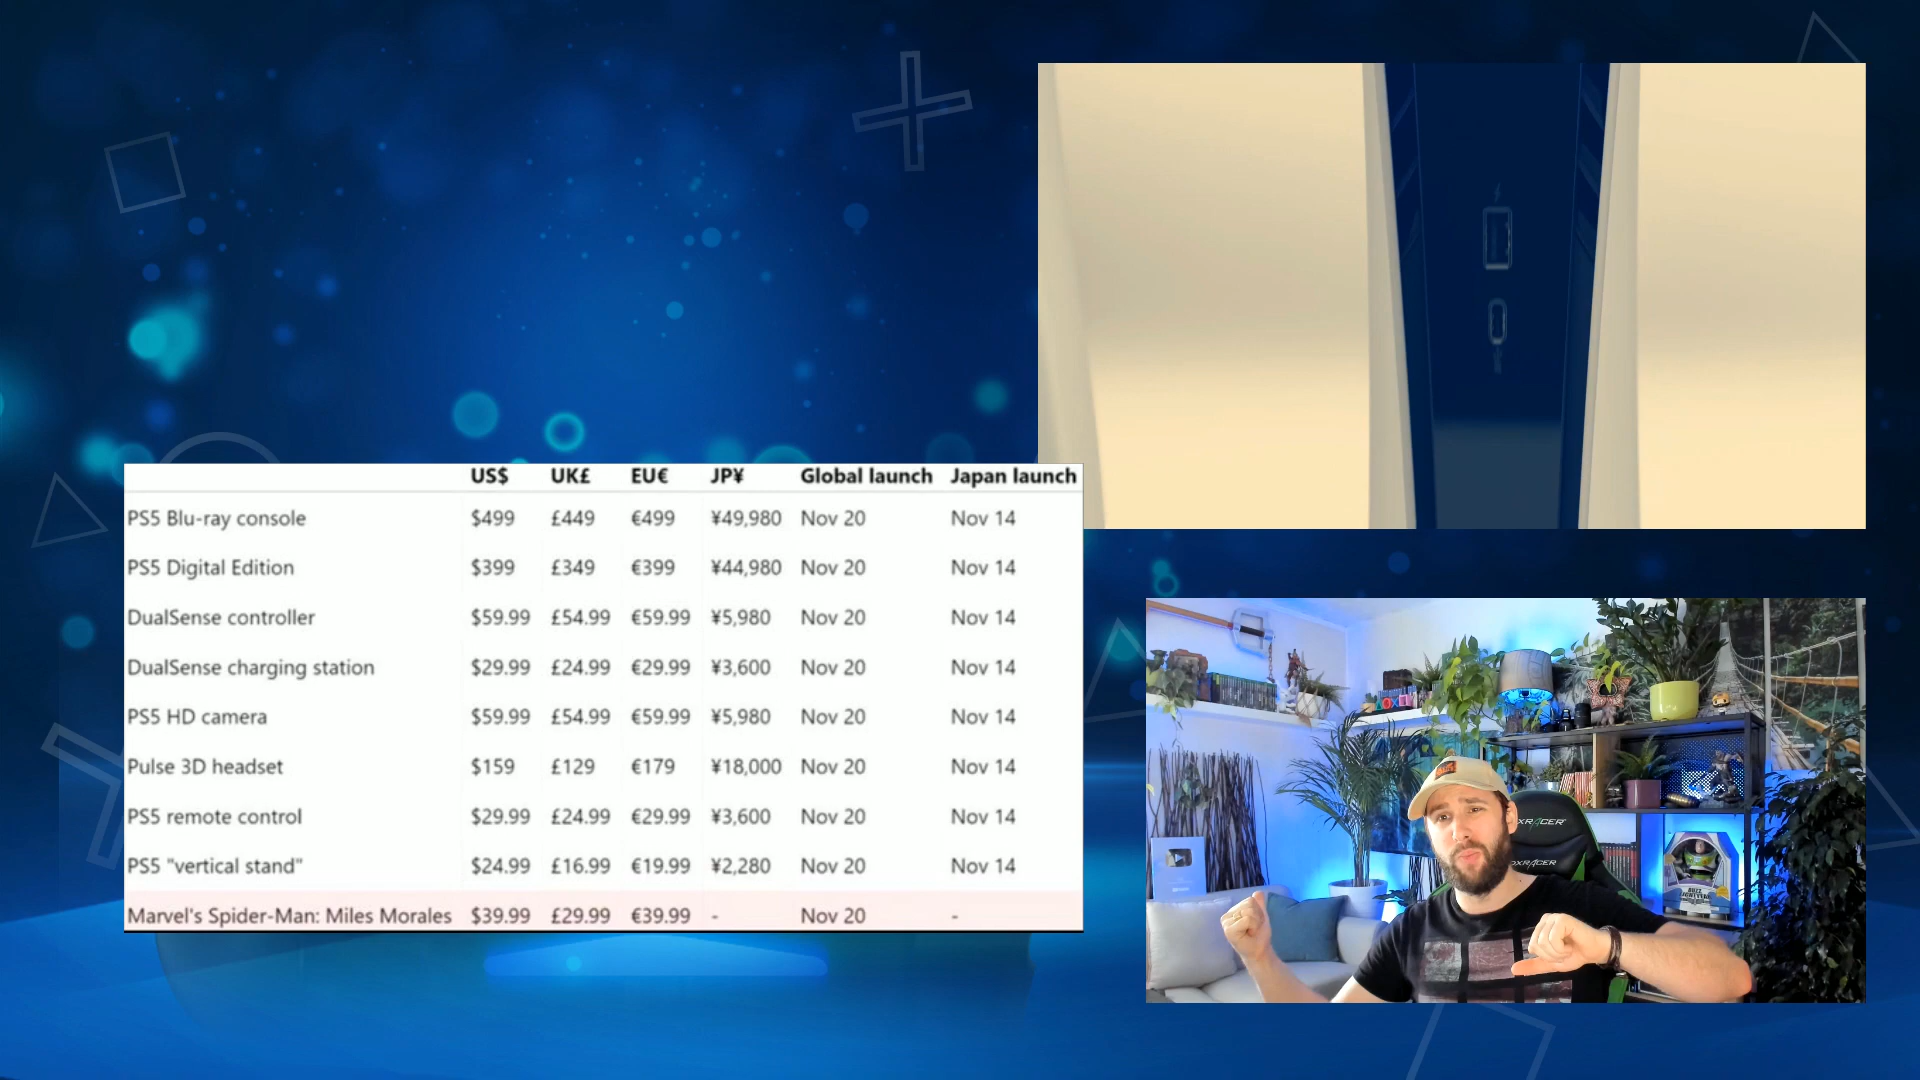 US$ UK£ EU€ JP¥ Global launch Japan launch
PS5 Blu-ray console $499 £449 €499 ¥49,980 Nov 20 Nov 14
PS5 Digital Edition $399 £349 €399 ¥44,980 Nov 20 Nov 14
DualSense controller $59.99 £54.99 €59.99 ¥5,980 Nov 20 Nov 14
DualSense charging station $29.99 £24.99 €29.99 ¥3,600 Nov 20 Nov 14
PS5 HD camera $59.99 £54.99 €59.99 ¥5,980 Nov 20 Nov 14
Pulse 3D headset $159 £129 €179 ¥18,000 Nov 20 Nov 14
PS5 remote control $29.99 £24.99 €29.99 ¥3,600 Nov 20 Nov 14
PS5 "vertical stand" $24.99 £16.99 €19.99 ¥2,280 Nov 20 Nov 14
Marvel's Spider-Man: Miles Morales $39.99 £29.99 €39.99 - Nov 20 -
DXRACER
DXRACER
BUZZ
LIGHTYEAR